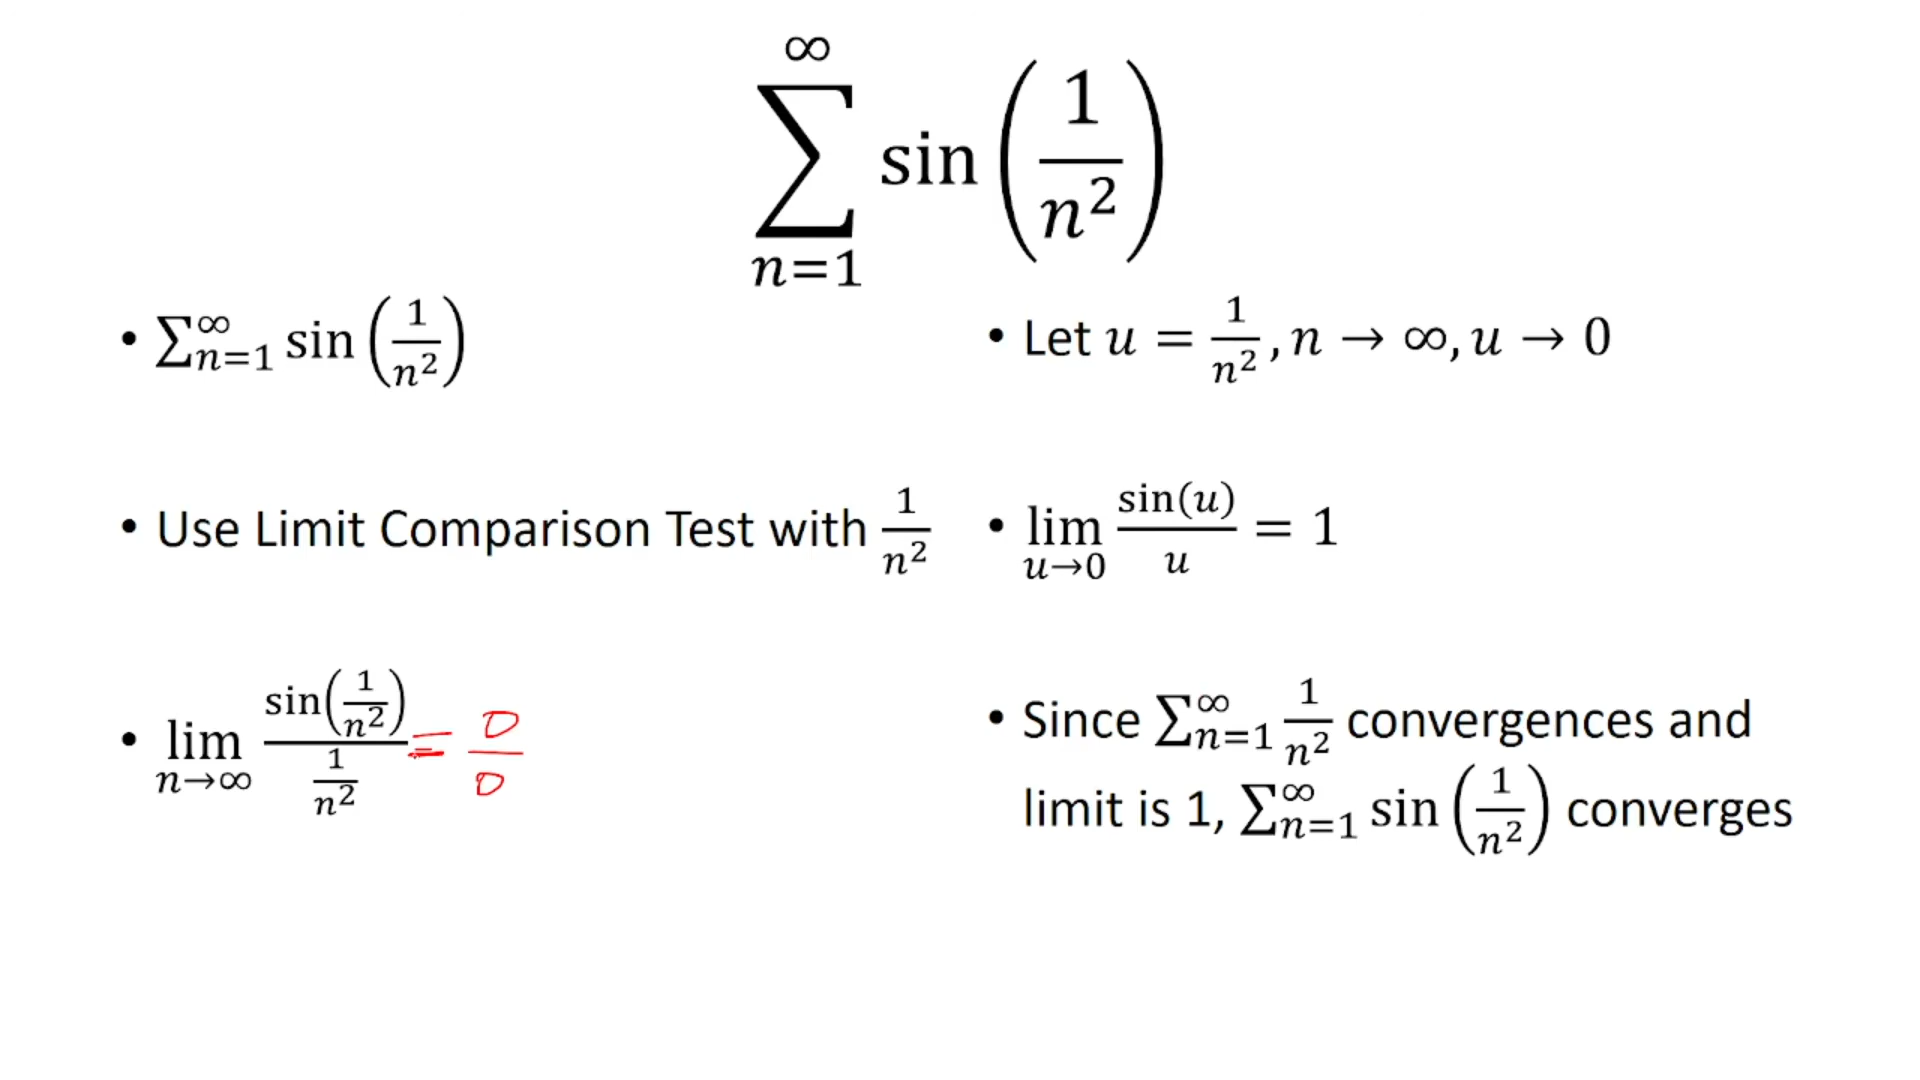 ∑_{n=1}^{∞} sin(1/n²)
• ∑_{n=1}^{∞} sin(1/n²)
• Use Limit Comparison Test with 1/n²
• lim_{n→∞} sin(1/n²)/(1/n²) = 0/0
• Let u = 1/n², n → ∞, u → 0
• lim_{u→0} sin(u)/u = 1
• Since ∑_{n=1}^{∞} 1/n² convergences and
limit is 1, ∑_{n=1}^{∞} sin(1/n²) converges